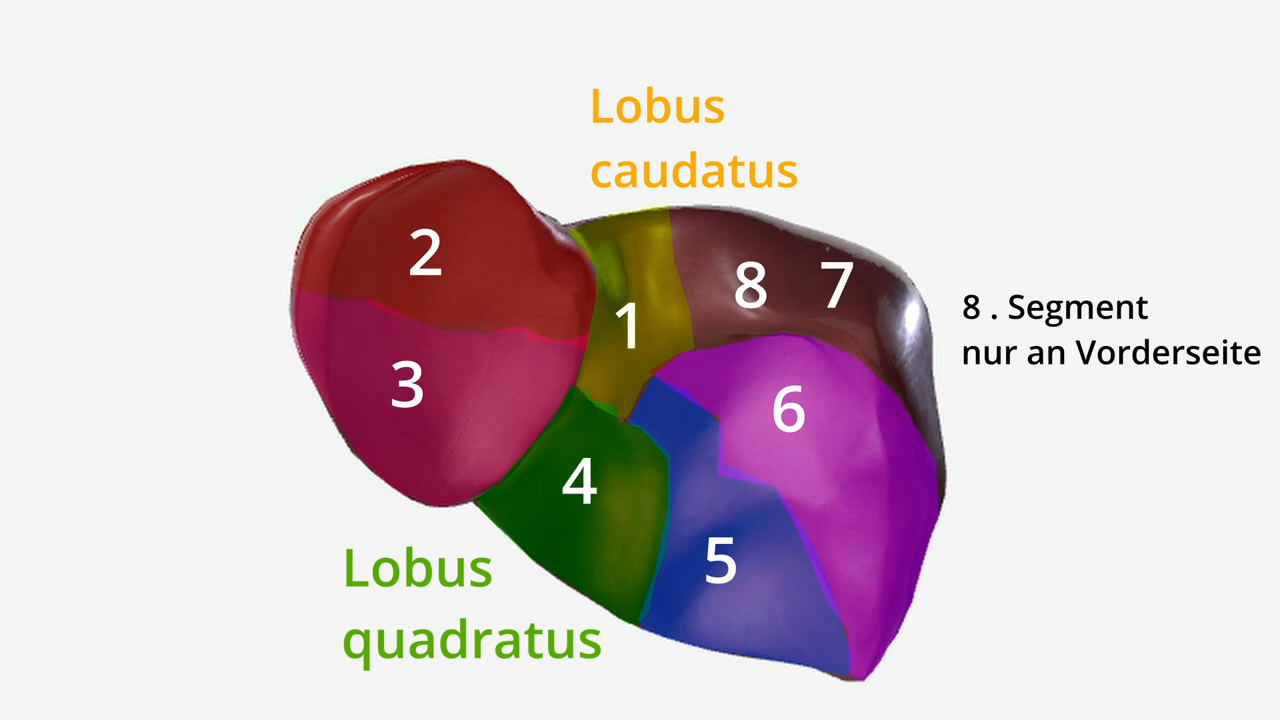 Lobus
caudatus
2
8 7
1
8 . Segment
nur an Vorderseite
3
6
4
5
Lobus
quadratus